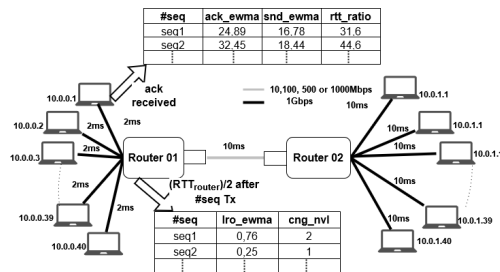 #seq ack_ewma snd_ewma rtt_ratio
seq1 24,89 16,78 31.6
seq2 32,45 18,44 44.6
ack
received
10,100, 500 or 1000Mbps
1Gbps
10.0.0.1
10.0.0.2
10.0.0.3
10.0.0.39
10.0.0.40
2ms
2ms
2ms
2ms
2ms
Router 01
10ms
Router 02
10ms
10ms
10ms
10ms
10ms
10.0.1.1
10.0.1.1
10.0.1.39
10.0.1.40
(RTTrouter)/2 after
#seq Tx
#seq lro_ewma cng_nvl
seq1 0,76 2
seq2 0,25 1